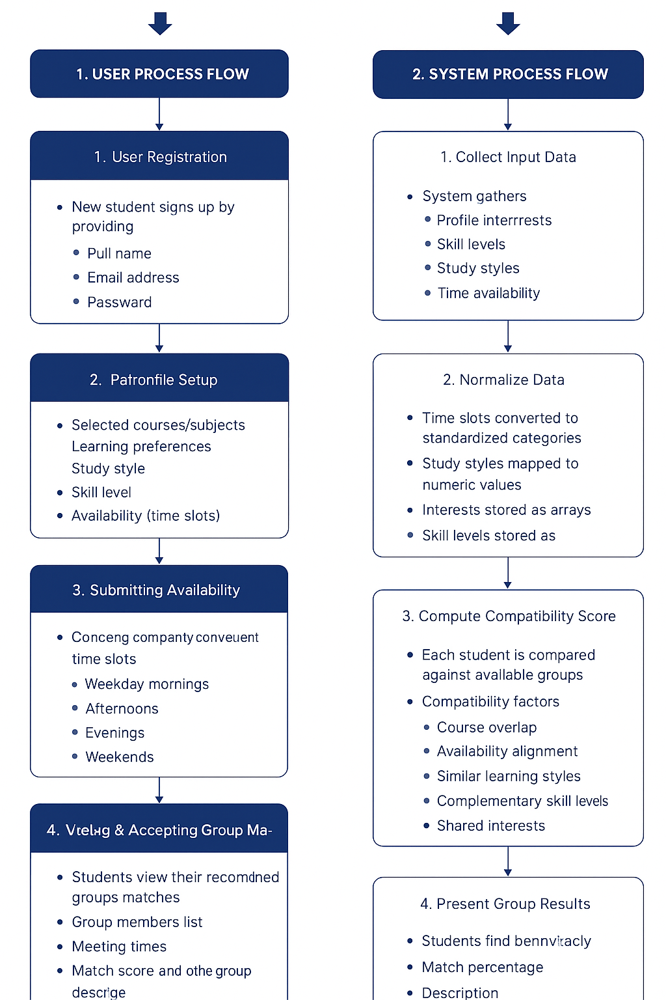 1. USER PROCESS FLOW
1. User Registration
New student signs up by
providing
Pull name
Email address
Passward
2. Patronfile Setup
Selected courses/subjects
Learning preferences
Study style
Skill level
Availability (time slots)
3. Submitting Availability
Conceng companty conveuent
time slots
Weekday mornings
Afternoons
Evenings
Weekends
4. & Accepting Group Ma-
Students view their recomdned
groups matches
Group members list
Meeting times
Match score and othe group
2. SYSTEM PROCESS FLOW
1. Collect Input Data
System gathers
Profile interrrests
Skill levels
Study styles
Time availability
2. Normalize Data
Time slots converted to
standardized categories
Study styles mapped to
numeric values
Interests stored as arrays
Skill levels stored as
3. Compute Compatibility Score
Each student is compared
against available groups
Compatibility factors
Course overlap
Availability alignment
Similar learning styles
Complementary skill levels
Shared interests
4. Present Group Results
Students find
Match percentage
Description